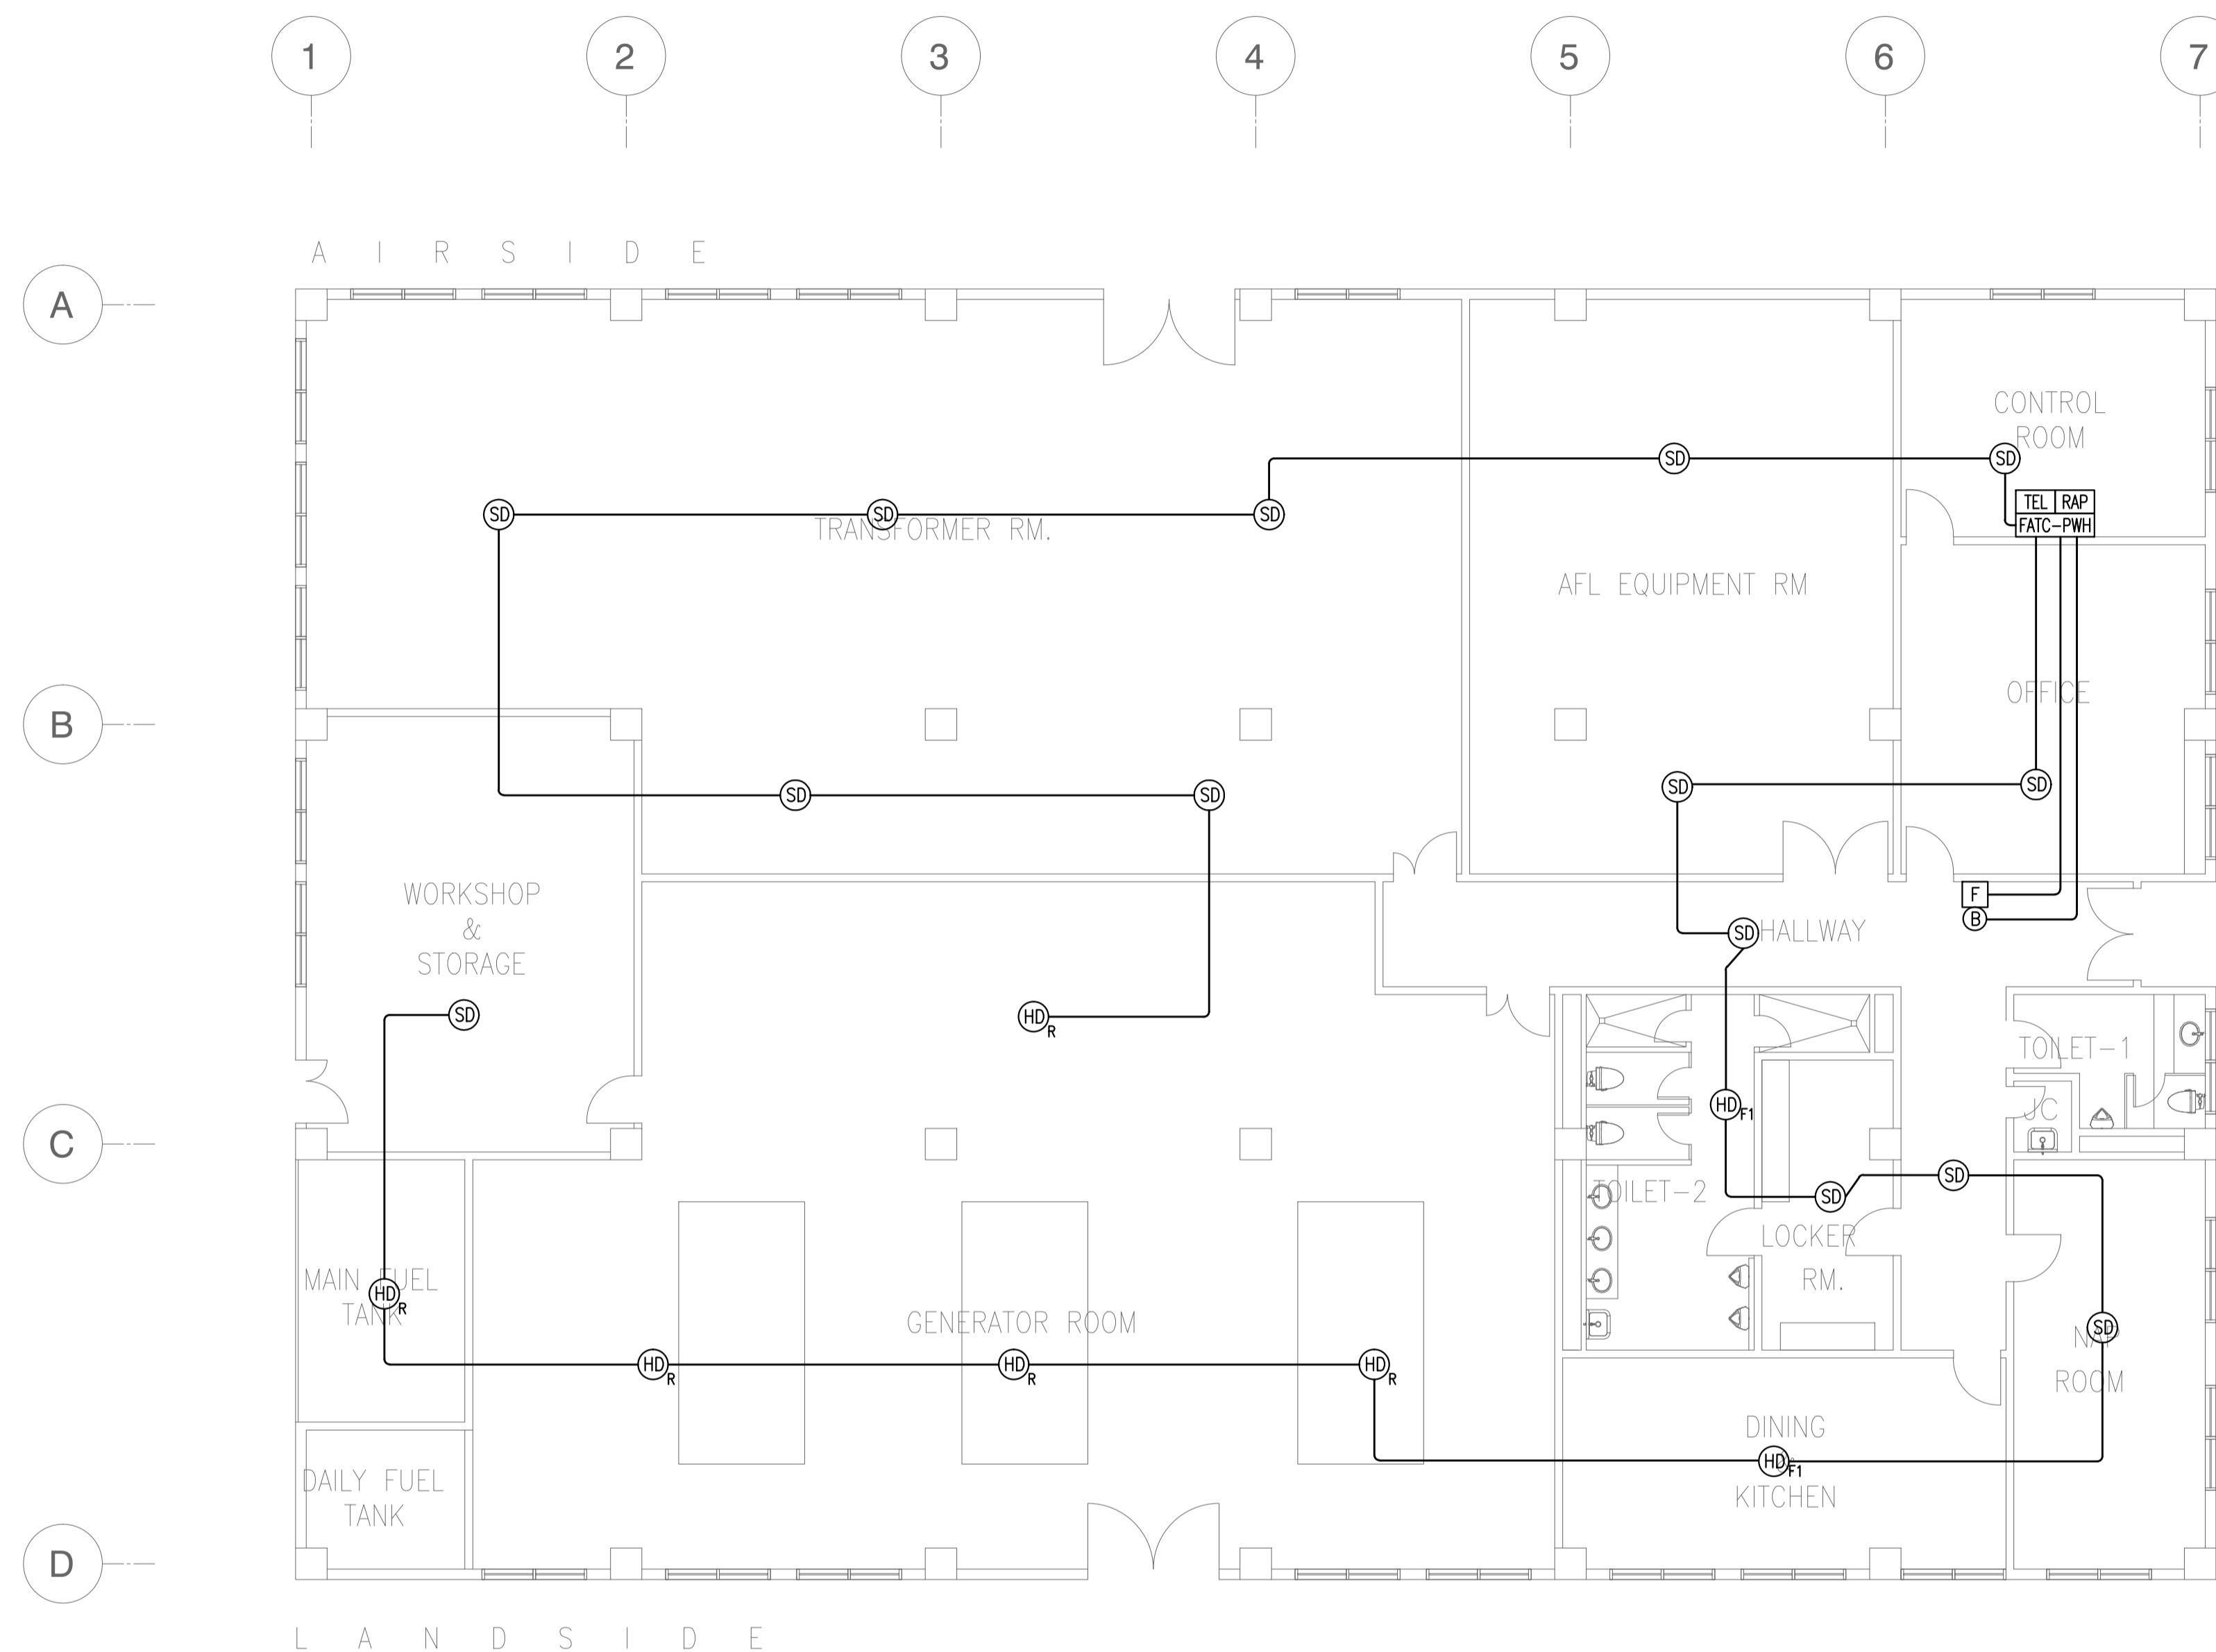 1 2 3 4 5 6 7
A I R S I D E
A
CONTROL
ROOM
SD SD
TEL RAP
FATC-PWH
SD SD SD
TRANSFORMER RM.
AFL EQUIPMENT RM
OFFICE
B
SD SD
SD SD
WORKSHOP
&
STORAGE
F
B
SD HALLWAY
SD
HD R
TOILET-1
JC
HD F1
C
SD
SD
TOILET-2
LOCKER
RM.
MAIN FUEL
TANK
HD R
GENERATOR ROOM
NAP
ROOM
SD
HD R HD R HD R
DINING
HD F1
KITCHEN
DAILY FUEL
TANK
D
L A N D S I D E